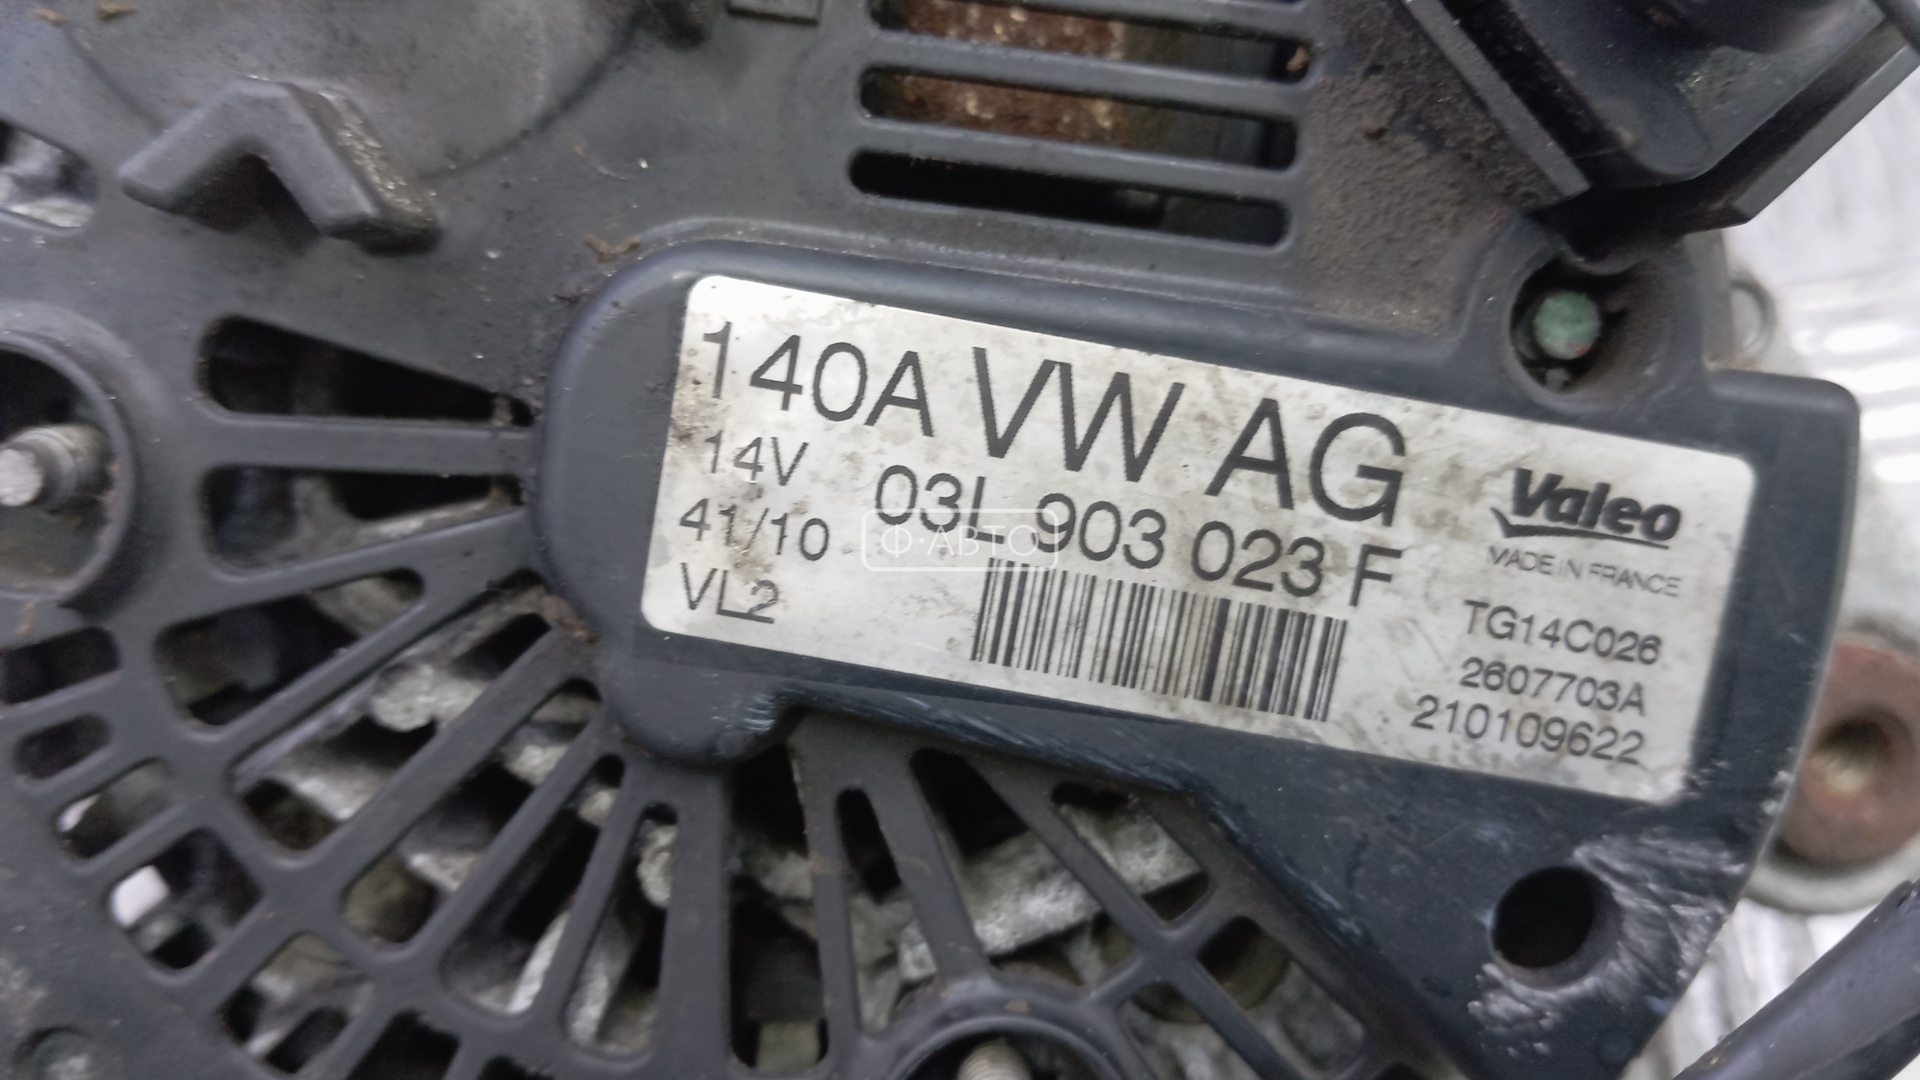 140A VW AG
14V 03L 903 023 F
41/10
VL2
Valeo
MADE IN FRANCE
TG14C026
2607703A
210109622
Ф·АВТО